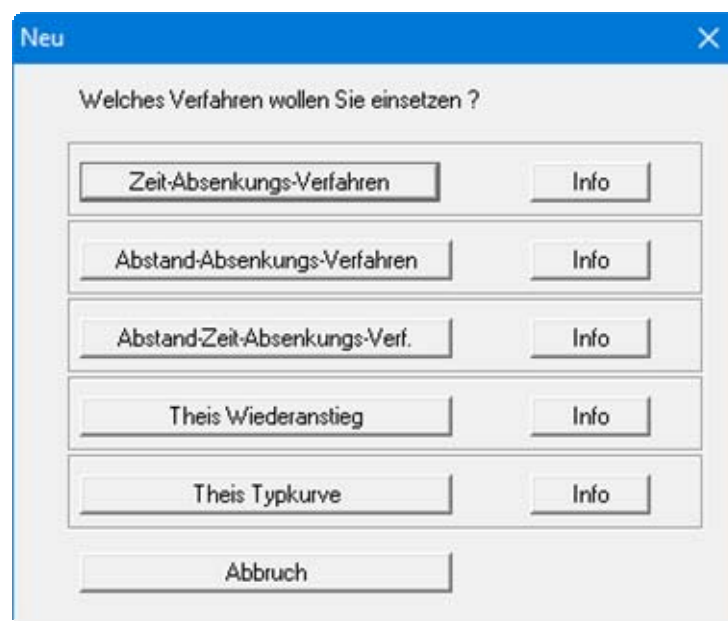 Neu
Welches Verfahren wollen Sie einsetzen ?
Zeit-Absenkungs-Verfahren Info
Abstand-Absenkungs-Verfahren Info
Abstand-Zeit-Absenkungs-Verf. Info
Theis Wiederanstieg Info
Theis Typkurve Info
Abbruch